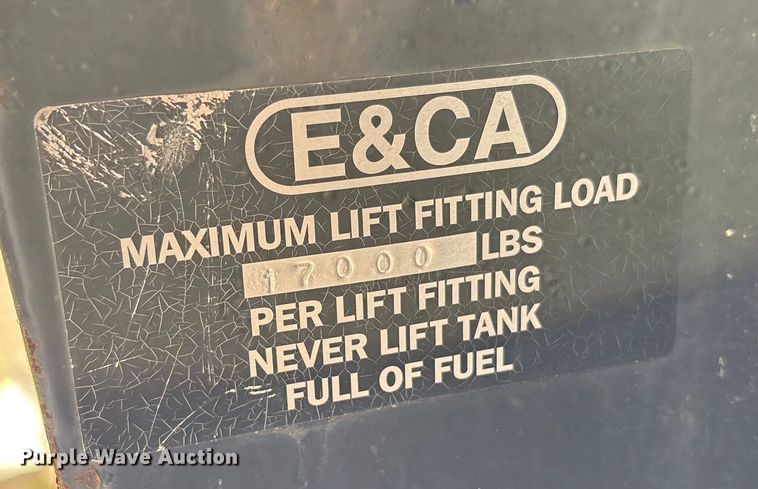 E&CA
MAXIMUM LIFT FITTING LOAD
17000 LBS
PER LIFT FITTING
NEVER LIFT TANK
FULL OF FUEL
Purple Wave Auction